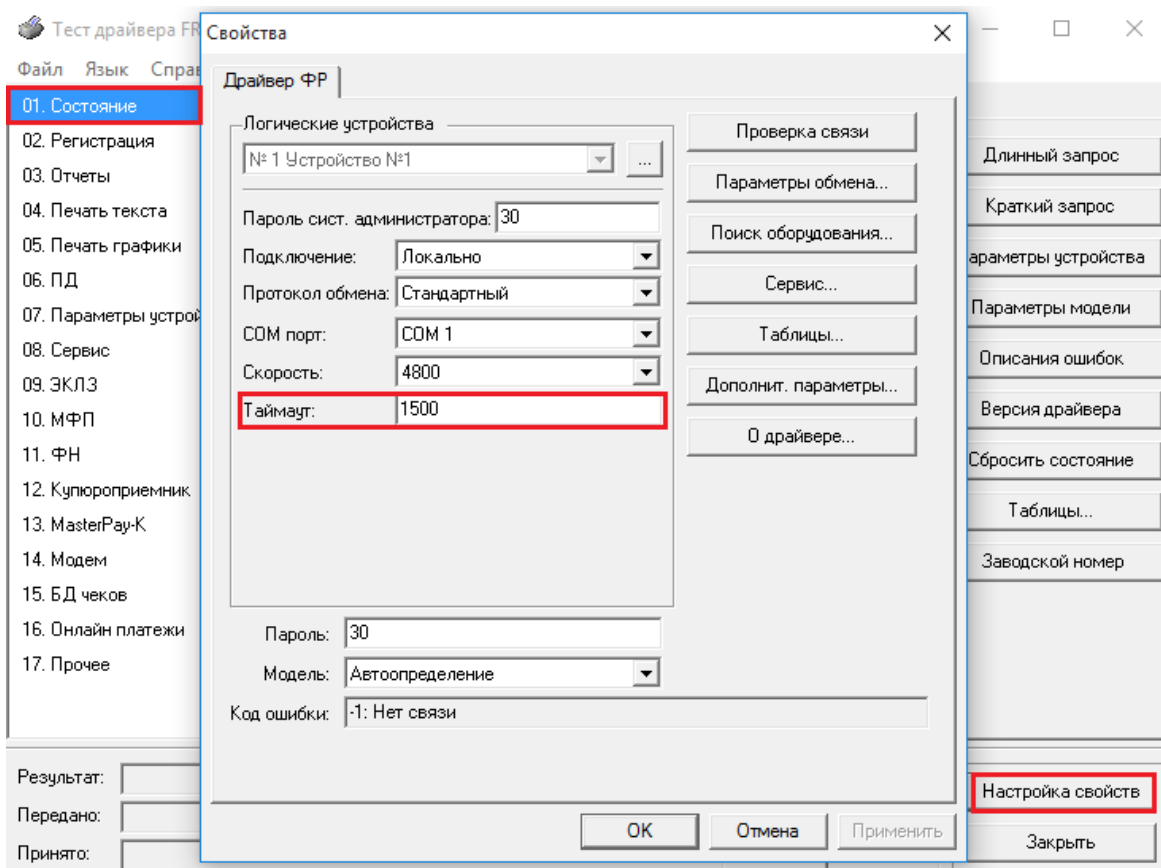 Тест драйвера FR
Файл Язык Справ
01. Состояние
02. Регистрация
03. Отчеты
04. Печать текста
05. Печать графики
06. ПД
07. Параметры устрой
08. Сервис
09. ЭКЛЗ
10. МФП
11. ФН
12. Купюроприемник
13. MasterPay-K
14. Модем
15. БД чеков
16. Онлайн платежи
17. Прочее
Результат:
Передано:
Принято:
Свойства
Драйвер ФР
Логические устройства
№ 1 Устройство №1
...
Пароль сист. администратора: 30
Подключение: Локально
Протокол обмена: Стандартный
COM порт: COM 1
Скорость: 4800
Таймаут: 1500
Пароль: 30
Модель: Автоопределение
Код ошибки: -1: Нет связи
Проверка связи
Параметры обмена...
Поиск оборудования...
Сервис...
Таблицы...
Дополнит. параметры...
О драйвере...
OK
Отмена
Применить
Длинный запрос
Краткий запрос
араметры устройства
Параметры модели
Описания ошибок
Версия драйвера
Сбросить состояние
Таблицы...
Заводской номер
Настройка свойств
Закрыть